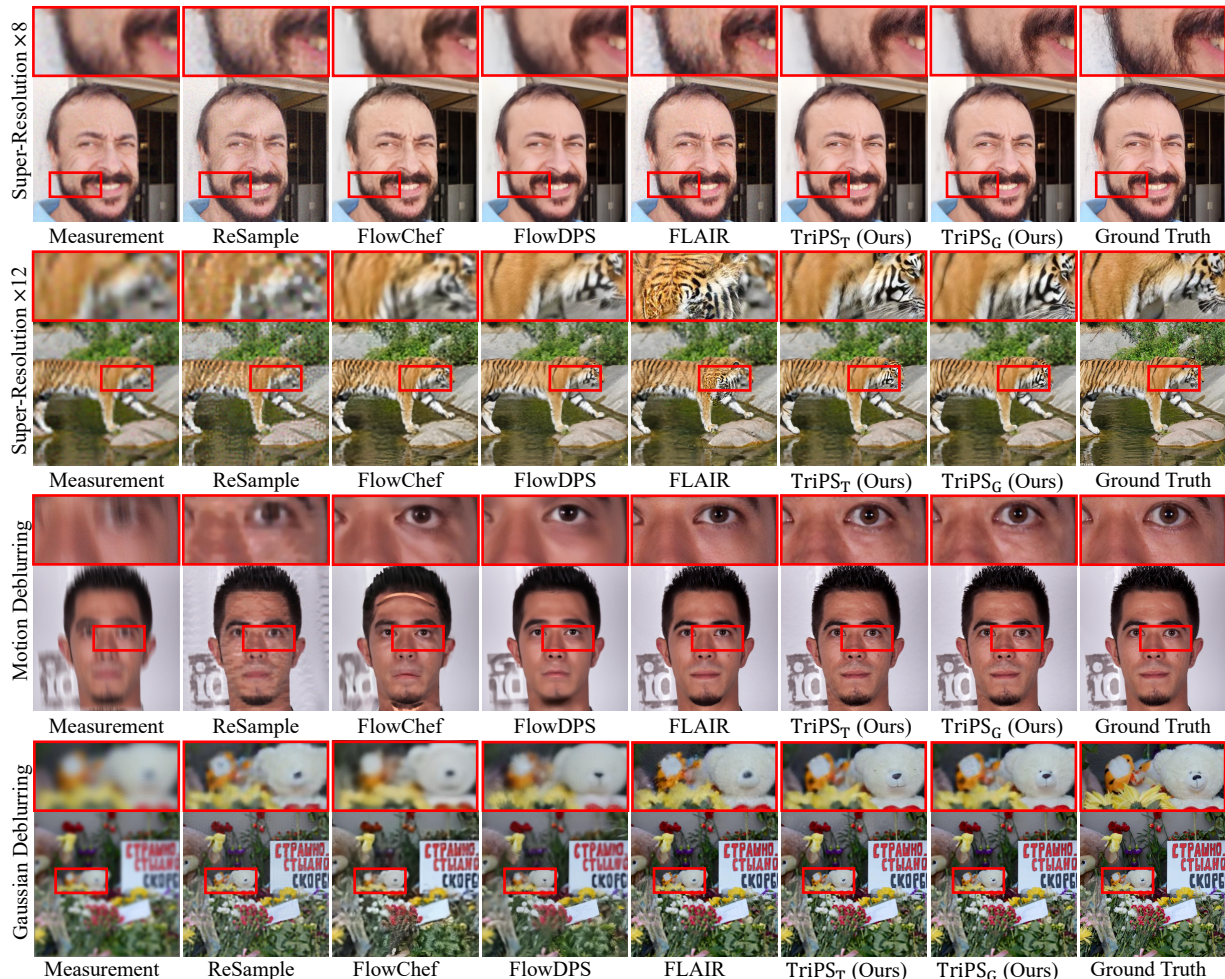 Super-Resolution ×8
Measurement ReSample FlowChef FlowDPS FLAIR TriPS_T (Ours) TriPS_G (Ours) Ground Truth
Super-Resolution ×12
Measurement ReSample FlowChef FlowDPS FLAIR TriPS_T (Ours) TriPS_G (Ours) Ground Truth
Motion Deblurring
Measurement ReSample FlowChef FlowDPS FLAIR TriPS_T (Ours) TriPS_G (Ours) Ground Truth
Gaussian Deblurring
СТРАШНО,
СТЫДНО
СКОРБ
Measurement ReSample FlowChef FlowDPS FLAIR TriPS_T (Ours) TriPS_G (Ours) Ground Truth